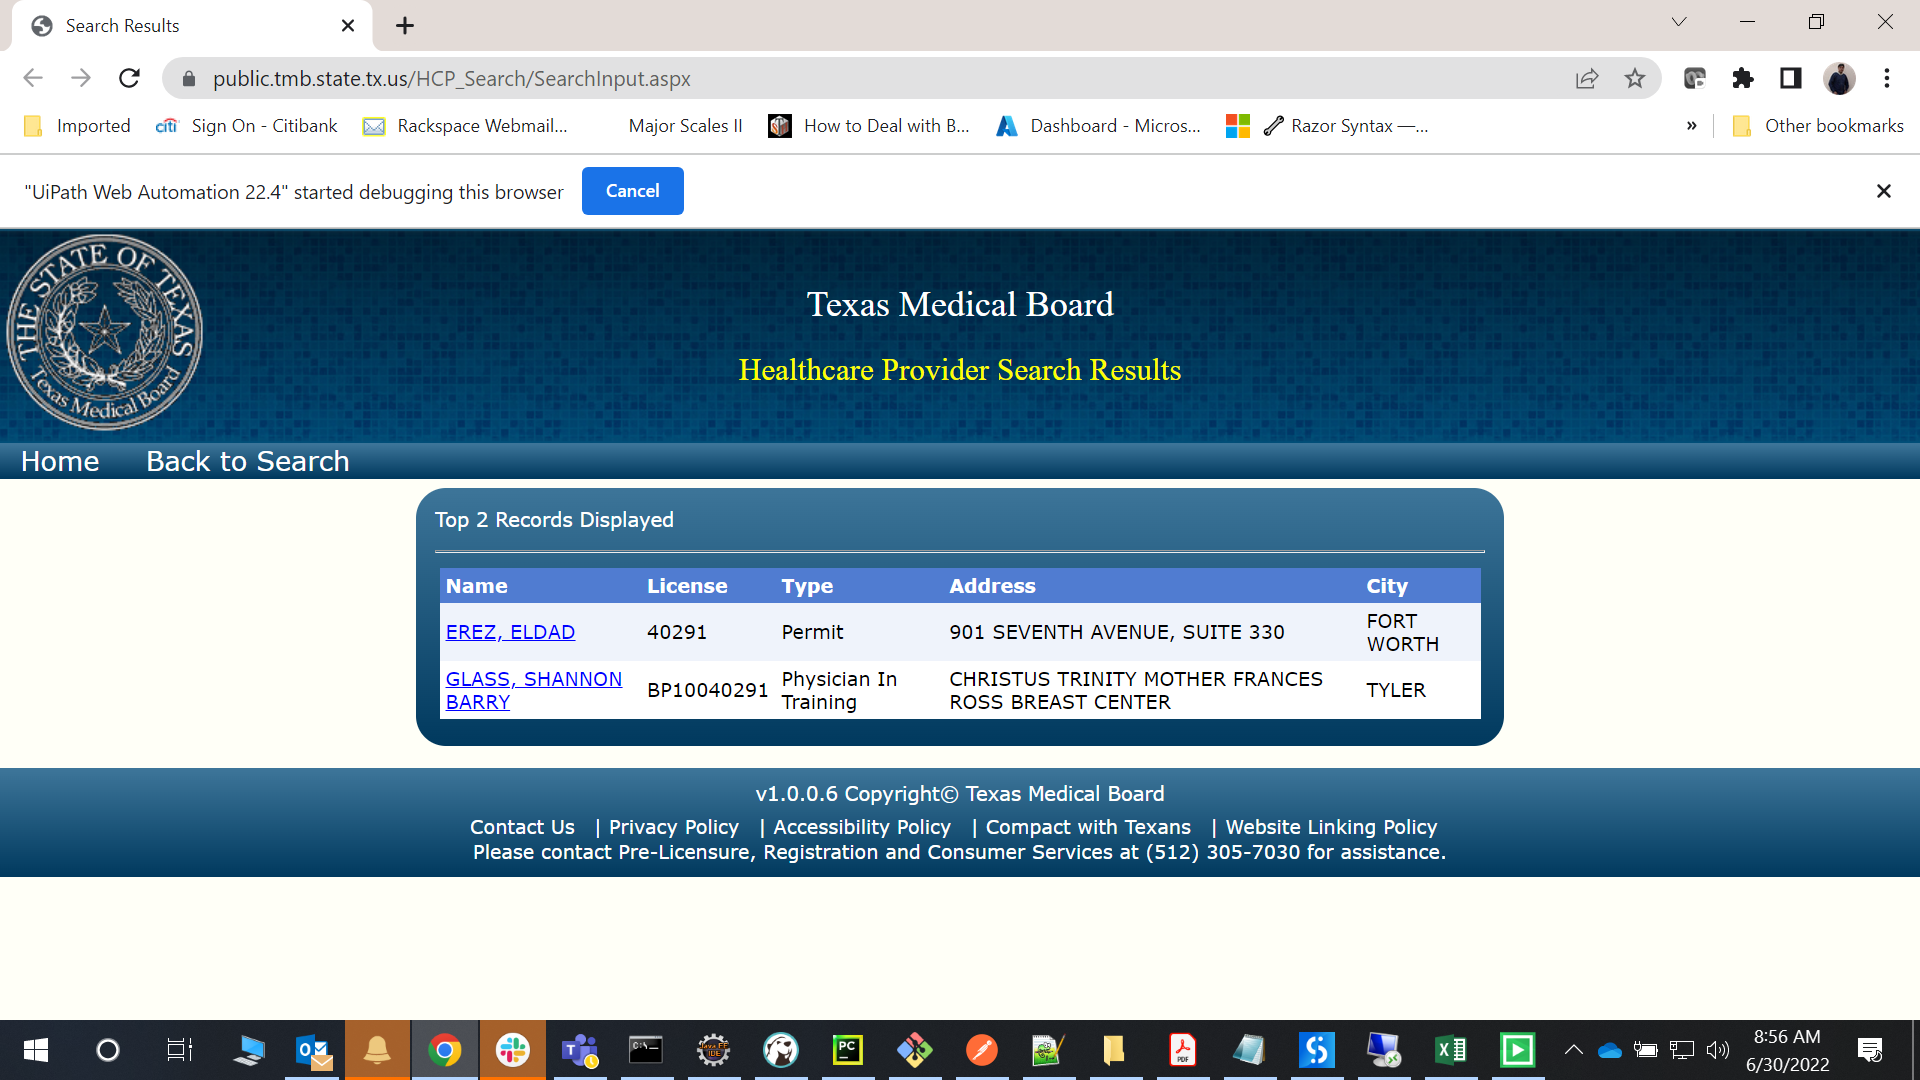 Search Results
public.tmb.state.tx.us/HCP_Search/SearchInput.aspx
Imported
citi Sign On - Citibank
Rackspace Webmail...
Major Scales II
How to Deal with B...
Dashboard - Micros...
Razor Syntax —...
»
Other bookmarks
"UiPath Web Automation 22.4" started debugging this browser
Cancel
THE STATE OF TEXAS
Texas Medical Board
Texas Medical Board
Healthcare Provider Search Results
Home Back to Search
Top 2 Records Displayed
Name License Type Address City
EREZ, ELDAD 40291 Permit 901 SEVENTH AVENUE, SUITE 330 FORT
WORTH
GLASS, SHANNON
BARRY
BP10040291
Physician In
Training
CHRISTUS TRINITY MOTHER FRANCES
ROSS BREAST CENTER
TYLER
v1.0.0.6 Copyright© Texas Medical Board
Contact Us | Privacy Policy | Accessibility Policy | Compact with Texans | Website Linking Policy
Please contact Pre-Licensure, Registration and Consumer Services at (512) 305-7030 for assistance.
8:56 AM
6/30/2022